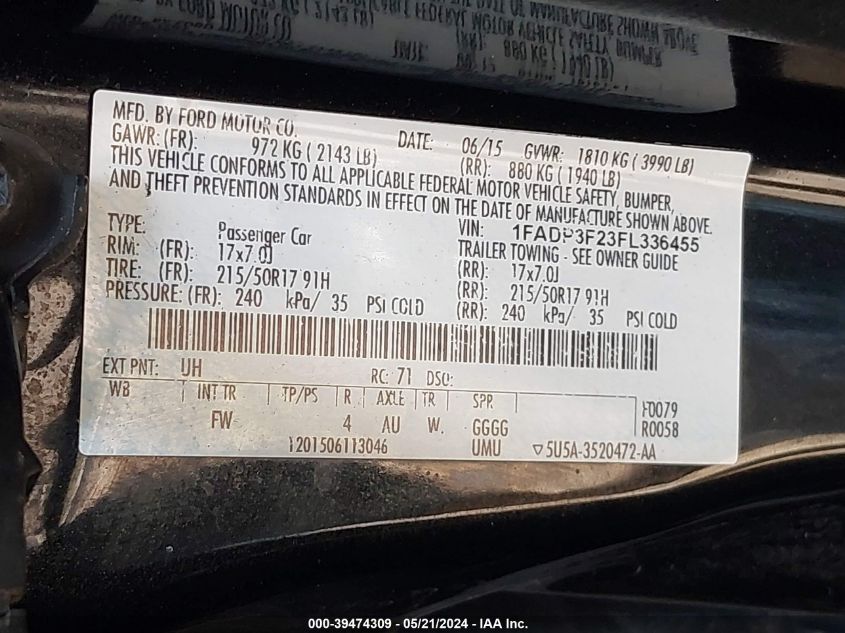 MFD. BY FORD MOTOR CO. DATE: 06/15 GVWR: 1810 KG ( 3990 LB)
GAWR: (FR): 972 KG ( 2143 LB) (RR): 880 KG ( 1940 LB)
THIS VEHICLE CONFORMS TO ALL APPLICABLE FEDERAL MOTOR VEHICLE SAFETY, BUMPER,
AND THEFT PREVENTION STANDARDS IN EFFECT ON THE DATE OF MANUFACTURE SHOWN ABOVE.
VIN: 1FADP3F23FL336455
TYPE: Passenger Car TRAILER TOWING - SEE OWNER GUIDE
RIM: (FR): 17x7.0J (RR): 17x7.0J
TIRE: (FR): 215/50R17 91H (RR): 215/50R17 91H
PRESSURE: (FR): 240 kPa/ 35 PSI COLD (RR): 240 kPa/ 35 PSI COLD
EXT PNT: UH RC: 71 DSO:
WB INT TR TP/PS R AXLE TR SPR F0079
FW 4 AU W. GGGG R0058
1201506113046 UMU ▽5U5A-3520472-AA
000-39474309 - 05/21/2024 - IAA Inc.